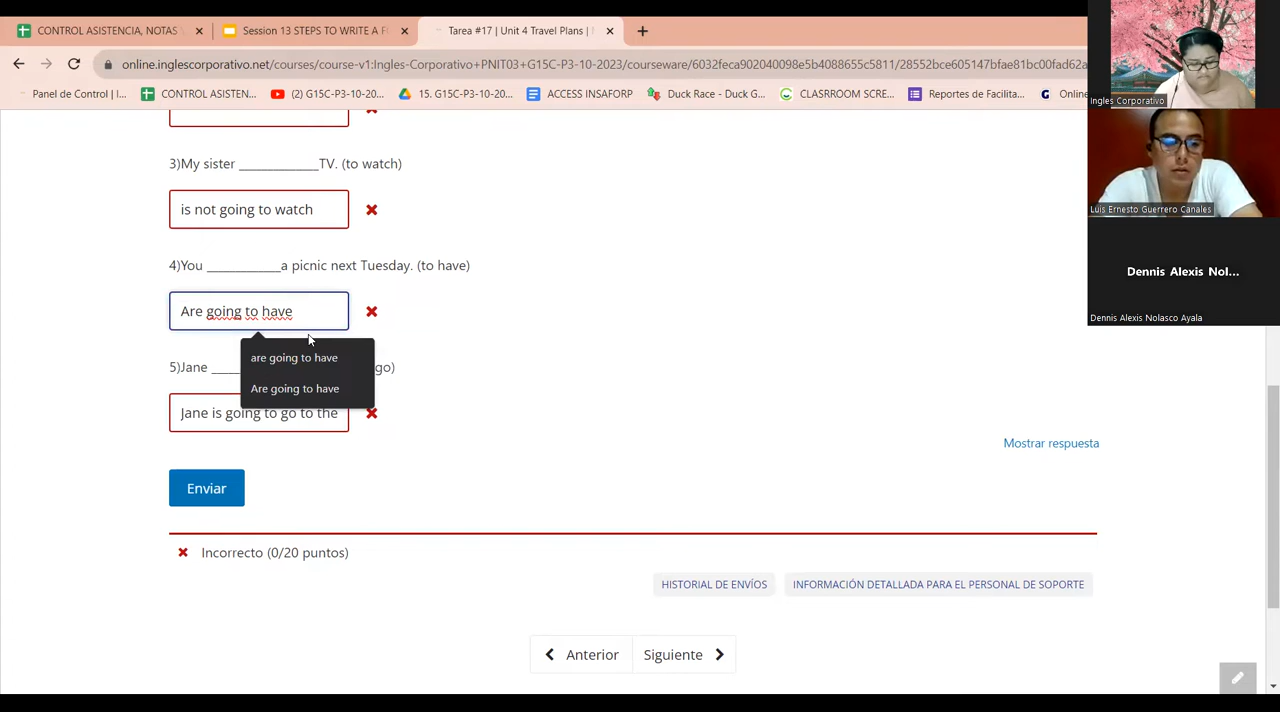 CONTROL ASISTENCIA, NOTAS
Session 13 STEPS TO WRITE A F
Tarea #17 | Unit 4 Travel Plans |
online.inglescorporativo.net/courses/course-v1:Ingles-Corporativo+PNIT03+G15C-P3-10-2023/courseware/6032feca902040098e5b4088655c5811/28552bce605147bfae81bc00fad62a
Panel de Control | I...
CONTROL ASISTEN...
(2) G15C-P3-10-20...
15. G15C-P3-10-20...
ACCESS INSAFORP
Duck Race - Duck G...
CLASRROOM SCRE...
Reportes de Facilita...
Online
Ingles Corporativo
Luis Ernesto Guerrero Canales
Dennis Alexis Nol...
Dennis Alexis Nolasco Ayala
3)My sister ____________TV. (to watch)
is not going to watch
4)You ___________a picnic next Tuesday. (to have)
Are going to have
are going to have
Are going to have
5)Jane ____ go)
Jane is going to go to the
Mostrar respuesta
Enviar
Incorrecto (0/20 puntos)
HISTORIAL DE ENVÍOS
INFORMACIÓN DETALLADA PARA EL PERSONAL DE SOPORTE
Anterior
Siguiente